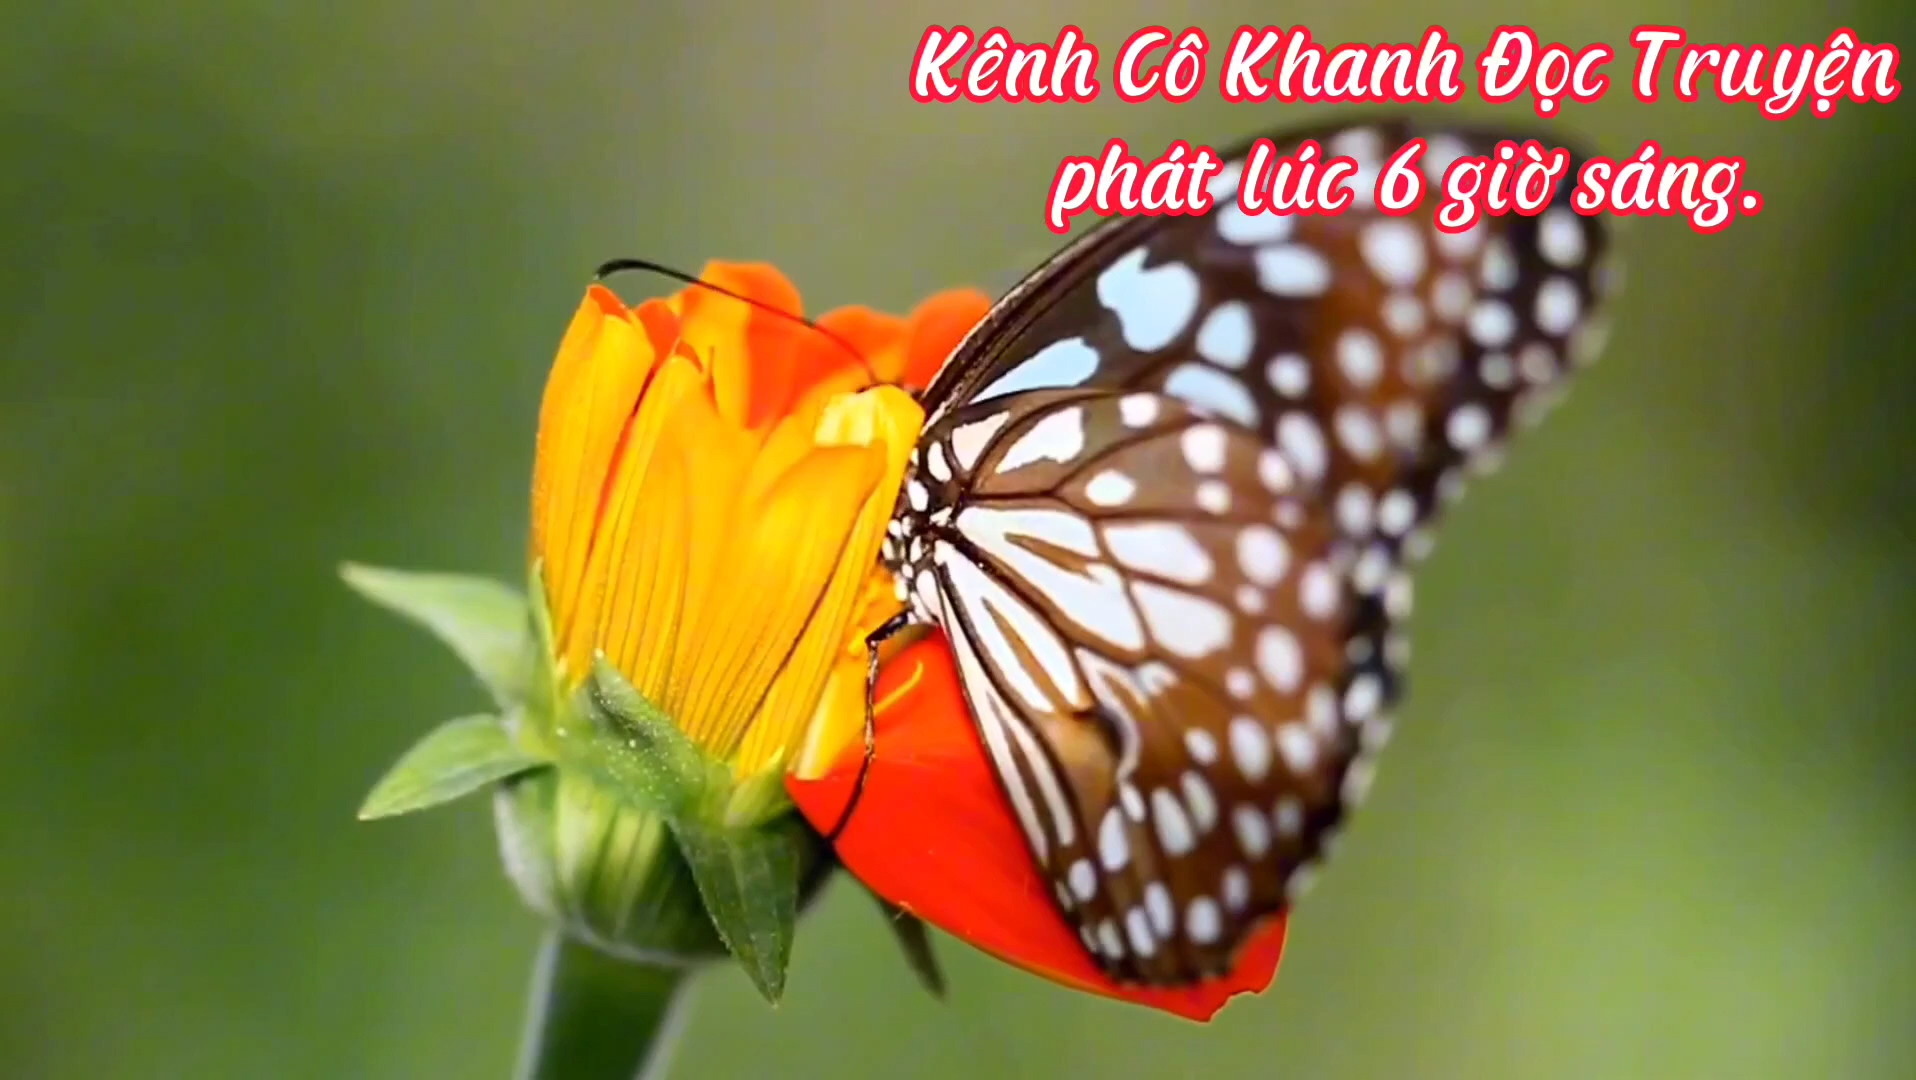 Kênh Cô Khanh Đọc Truyện
phát lúc 6 giờ sáng.